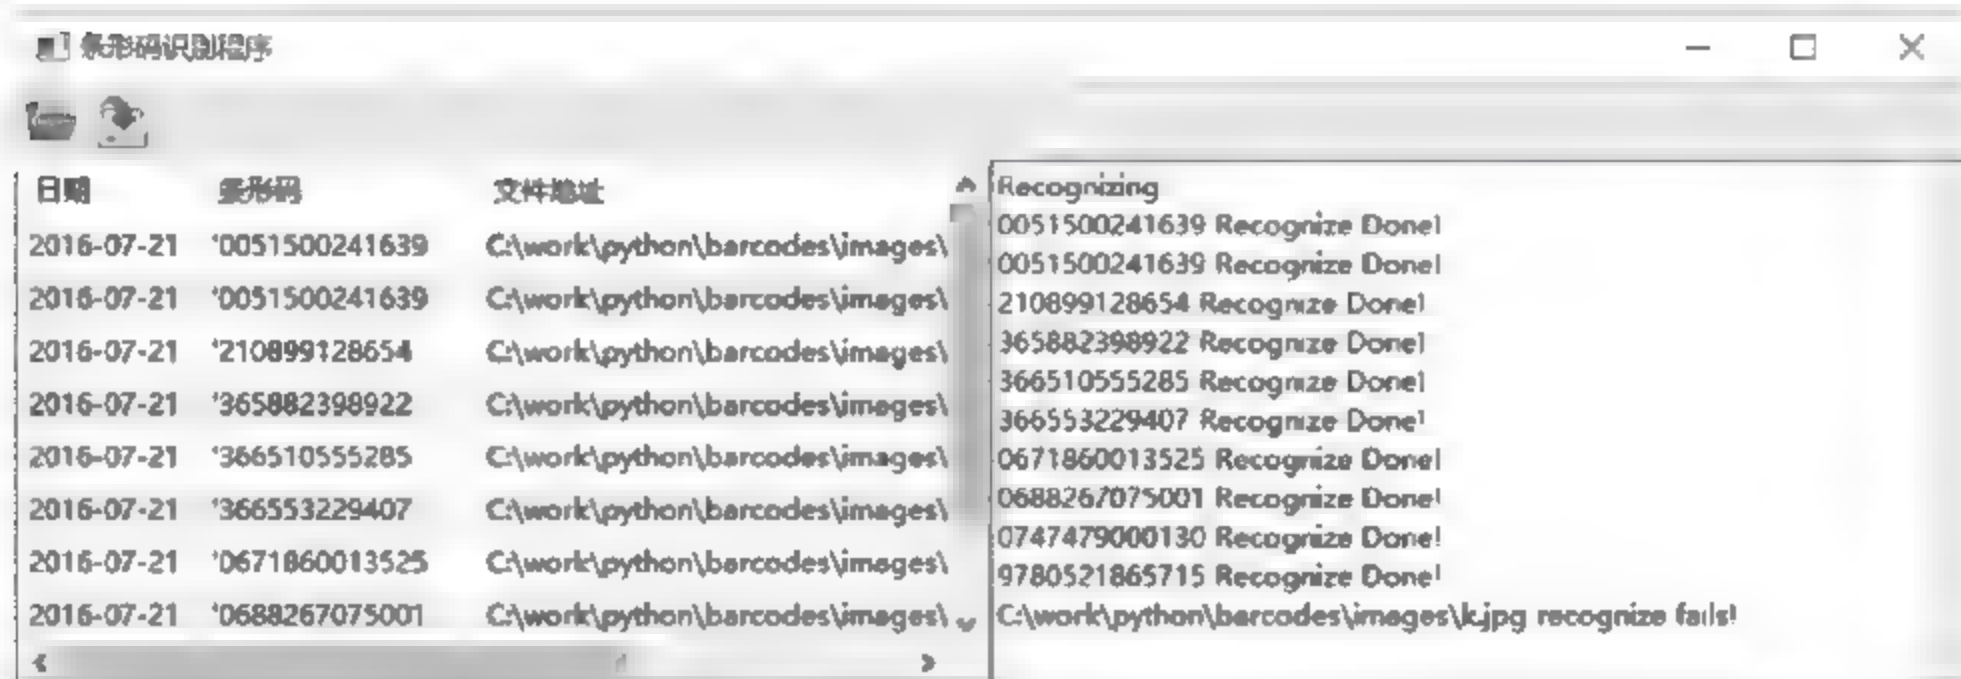 条形码识别程序
日期 条形码 文件地址
2016-07-21 '0051500241639 C:\work\python\barcodes\images\
2016-07-21 '0051500241639 C:\work\python\barcodes\images\
2016-07-21 '210899128654 C:\work\python\barcodes\images\
2016-07-21 '365882398922 C:\work\python\barcodes\images\
2016-07-21 '366510555285 C:\work\python\barcodes\images\
2016-07-21 '366553229407 C:\work\python\barcodes\images\
2016-07-21 '0671860013525 C:\work\python\barcodes\images\
2016-07-21 '0688267075001 C:\work\python\barcodes\images\
Recognizing
0051500241639 Recognize Done!
0051500241639 Recognize Done!
210899128654 Recognize Done!
365882398922 Recognize Done!
366510555285 Recognize Done!
366553229407 Recognize Done!
0671860013525 Recognize Done!
0688267075001 Recognize Done!
0747479000130 Recognize Done!
9780521865715 Recognize Done!
C:\work\python\barcodes\images\k.jpg recognize fails!